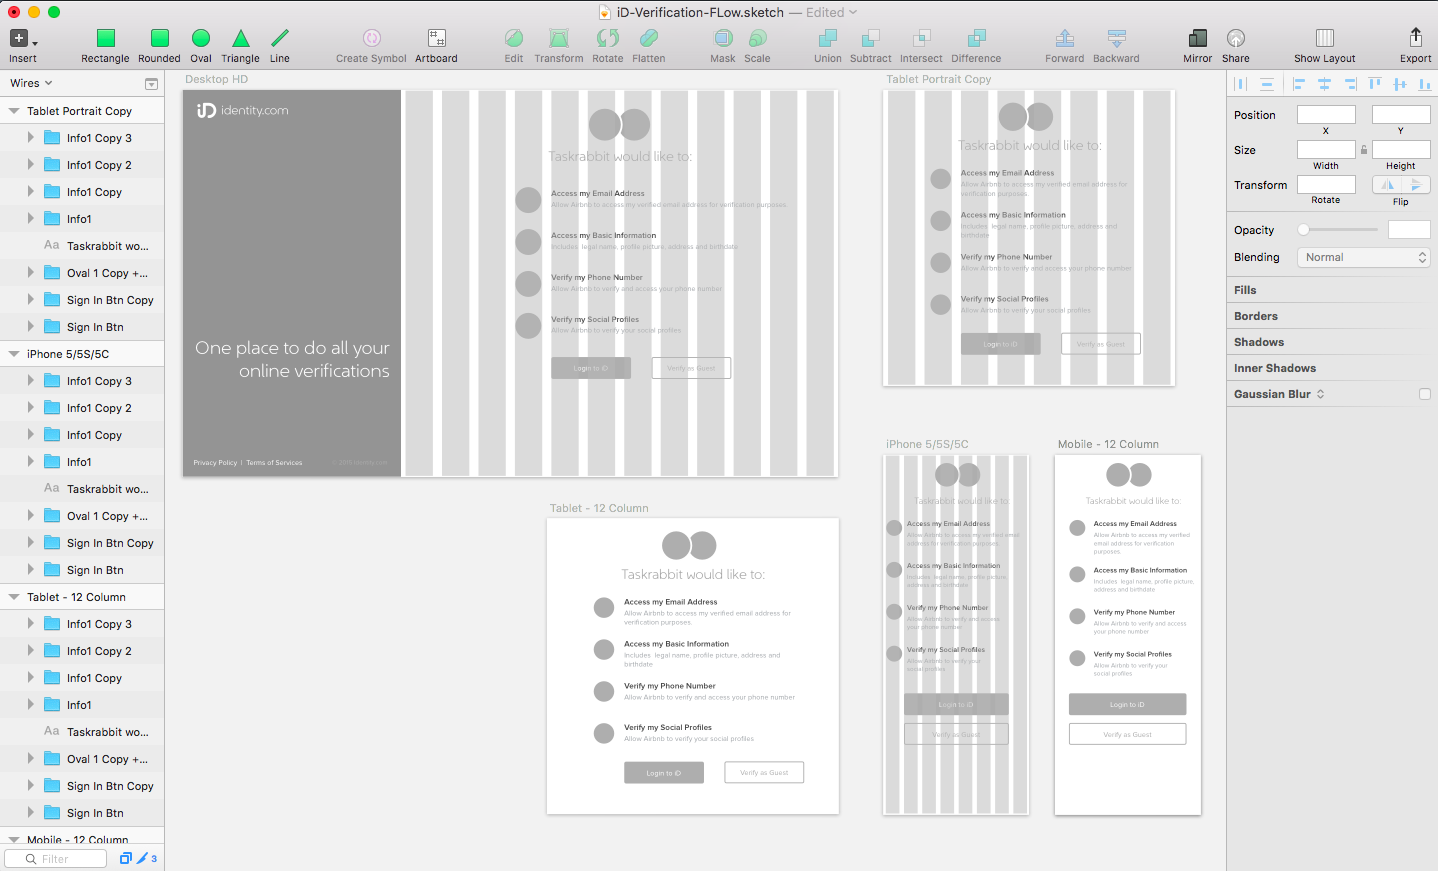 iD-Verification-FLow.sketch — Edited
Insert
Rectangle
Rounded
Oval
Triangle
Line
Create Symbol
Artboard
Edit
Transform
Rotate
Flatten
Mask
Scale
Union
Subtract
Intersect
Difference
Forward
Backward
Mirror
Share
Show Layout
Export
Wires
Tablet Portrait Copy
Info1 Copy 3
Info1 Copy 2
Info1 Copy
Info1
Aa Taskrabbit wo...
Oval 1 Copy +...
Sign In Btn Copy
Sign In Btn
iPhone 5/5S/5C
Info1 Copy 3
Info1 Copy 2
Info1 Copy
Info1
Aa Taskrabbit wo...
Oval 1 Copy +...
Sign In Btn Copy
Sign In Btn
Tablet - 12 Column
Info1 Copy 3
Info1 Copy 2
Info1 Copy
Info1
Aa Taskrabbit wo...
Oval 1 Copy +...
Sign In Btn Copy
Sign In Btn
Mobile - 12 Column
Filter
3
Desktop HD
iD identity.com
One place to do all your
online verifications
Privacy Policy | Terms of Services
Taskrabbit would like to:
Access my Email Address
Allow Airbnb to access my verified email address for verification purposes.
Access my Basic Information
Includes legal name, profile picture, address and birthdate
Verify my Phone Number
Allow Airbnb to verify and access your phone number
Verify my Social Profiles
Allow Airbnb to verify your social profiles
Login to iD
Verify as Guest
Tablet Portrait Copy
Taskrabbit would like to:
Access my Email Address
Allow Airbnb to access my verified email address for
verification purposes.
Access my Basic Information
Includes legal name, profile picture, address and
birthdate
Verify my Phone Number
Allow Airbnb to verify and access your phone number
Verify my Social Profiles
Allow Airbnb to verify your social profiles
Login to iD
Verify as Guest
Tablet - 12 Column
Taskrabbit would like to:
Access my Email Address
Allow Airbnb to access my verified email address for
verification purposes.
Access my Basic Information
Includes legal name, profile picture, address and
birthdate
Verify my Phone Number
Allow Airbnb to verify and access your phone number
Verify my Social Profiles
Allow Airbnb to verify your social profiles
Login to iD
Verify as Guest
iPhone 5/5S/5C
Taskrabbit would like to:
Access my Email Address
Allow Airbnb to access my verified email
address for verification purposes.
Access my Basic Information
Includes legal name, profile picture,
address and birthdate
Verify my Phone Number
Allow Airbnb to verify and access
your phone number
Verify my Social Profiles
Allow Airbnb to verify your
social profiles
Login to iD
Verify as Guest
Mobile - 12 Column
Taskrabbit would like to:
Access my Email Address
Allow Airbnb to access my verified
email address for verification
purposes.
Access my Basic Information
Includes legal name, profile picture,
address and birthdate
Verify my Phone Number
Allow Airbnb to verify and access
your phone number
Verify my Social Profiles
Allow Airbnb to verify your
social profiles
Login to iD
Verify as Guest
Position
X
Y
Size
Width
Height
Transform
Rotate
Flip
Opacity
Blending
Normal
Fills
Borders
Shadows
Inner Shadows
Gaussian Blur